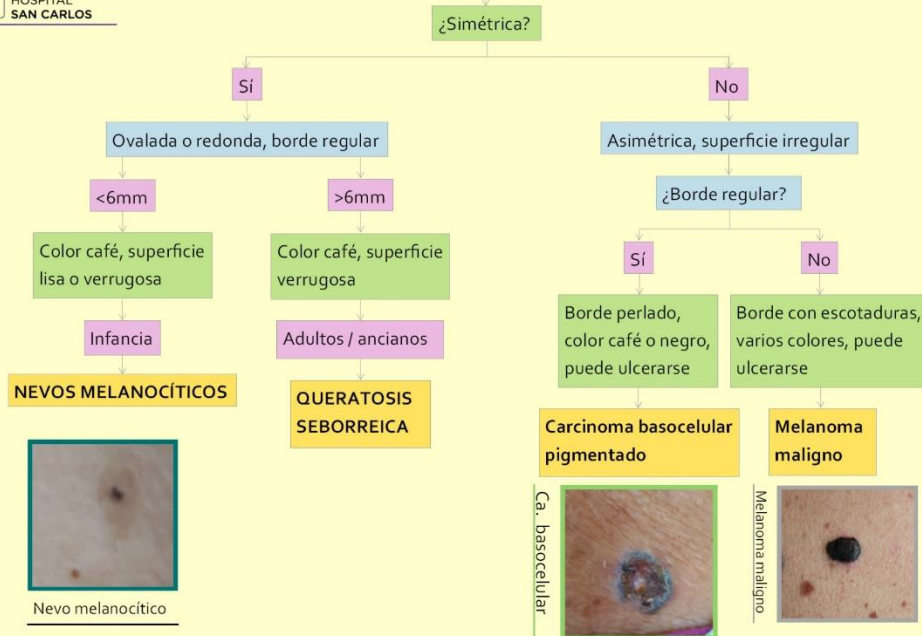 HOSPITAL
SAN CARLOS
¿Simétrica?
Sí
No
Ovalada o redonda, borde regular
Asimétrica, superficie irregular
<6mm
>6mm
¿Borde regular?
Color café, superficie
lisa o verrugosa
Color café, superficie
verrugosa
Sí
No
Infancia
Adultos / ancianos
Borde perlado,
color café o negro,
puede ulcerarse
Borde con escotaduras,
varios colores, puede
ulcerarse
NEVOS MELANOCÍTICOS
QUERATOSIS
SEBORREICA
Carcinoma basocelular
pigmentado
Melanoma
maligno
Nevo melanocítico
Ca. basocelular
Melanoma maligno